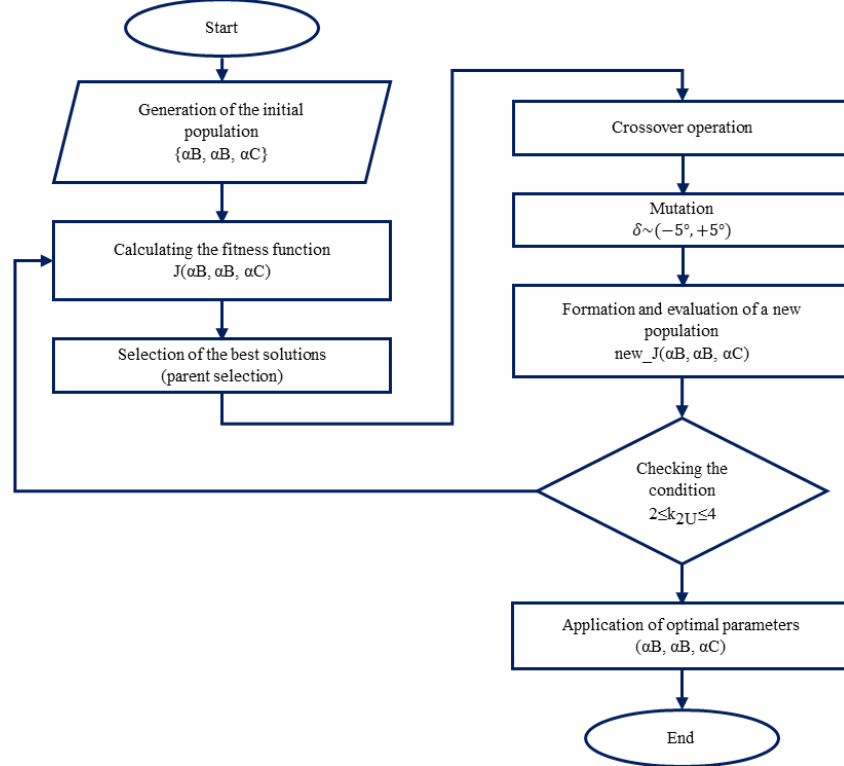 Start
Generation of the initial
population
{αB, αB, αC}
Calculating the fitness function
J(αB, αB, αC)
Selection of the best solutions
(parent selection)
Crossover operation
Mutation
δ~(−5°, +5°)
Formation and evaluation of a new
population
new_J(αB, αB, αC)
Checking the
condition
2≤k2U≤4
Application of optimal parameters
(αB, αB, αC)
End